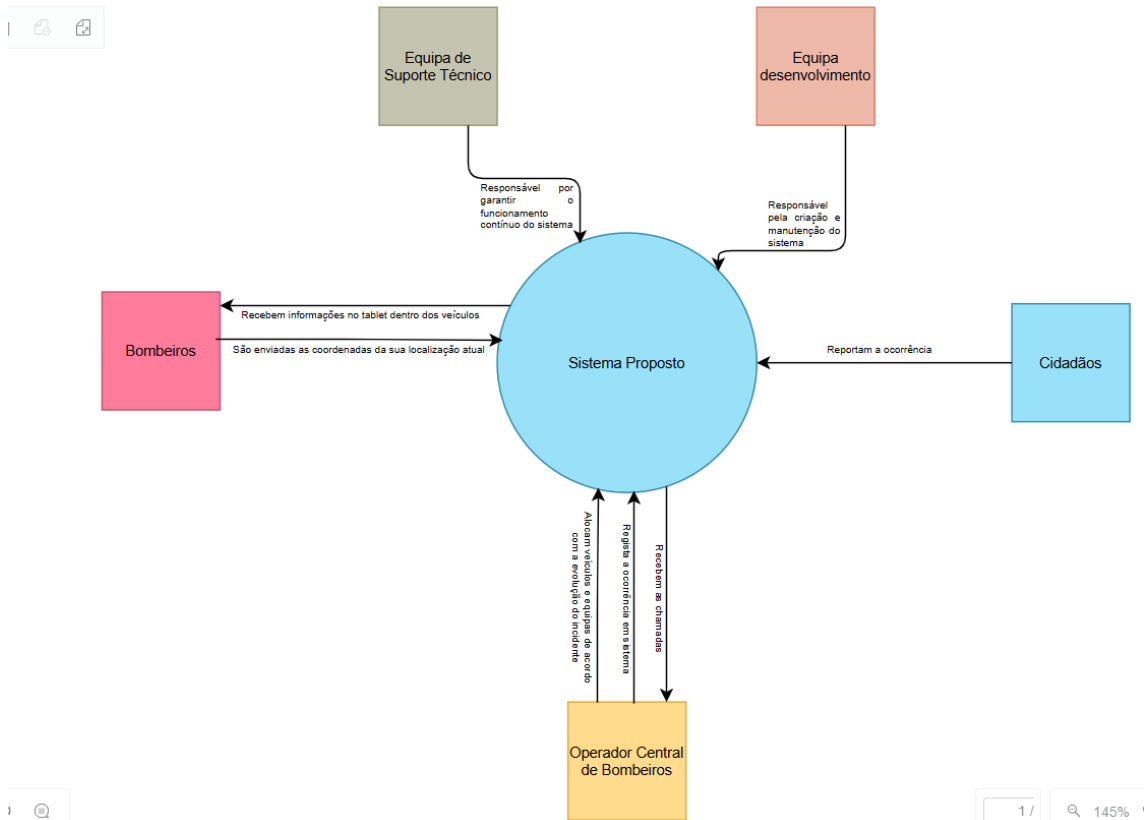 Equipa de
Suporte Técnico
Equipa
desenvolvimento
Responsável por
garantir o
funcionamento
contínuo do sistema
Responsável
pela criação e
manutenção do
sistema
Bombeiros
Recebem informações no tablet dentro dos veículos
São enviadas as coordenadas da sua localização atual
Sistema Proposto
Reportam a ocorrência
Cidadãos
Alocam veículos e equipas de acordo
com a evolução do incidente
Regista a ocorrência em sistema
Recebem as chamadas
Operador Central
de Bombeiros
1 /
145%